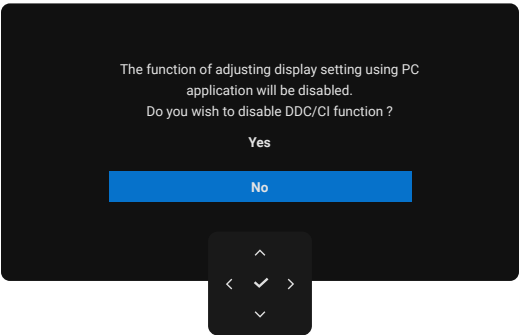 The function of adjusting display setting using PC
application will be disabled.
Do you wish to disable DDC/CI function ?
Yes
No